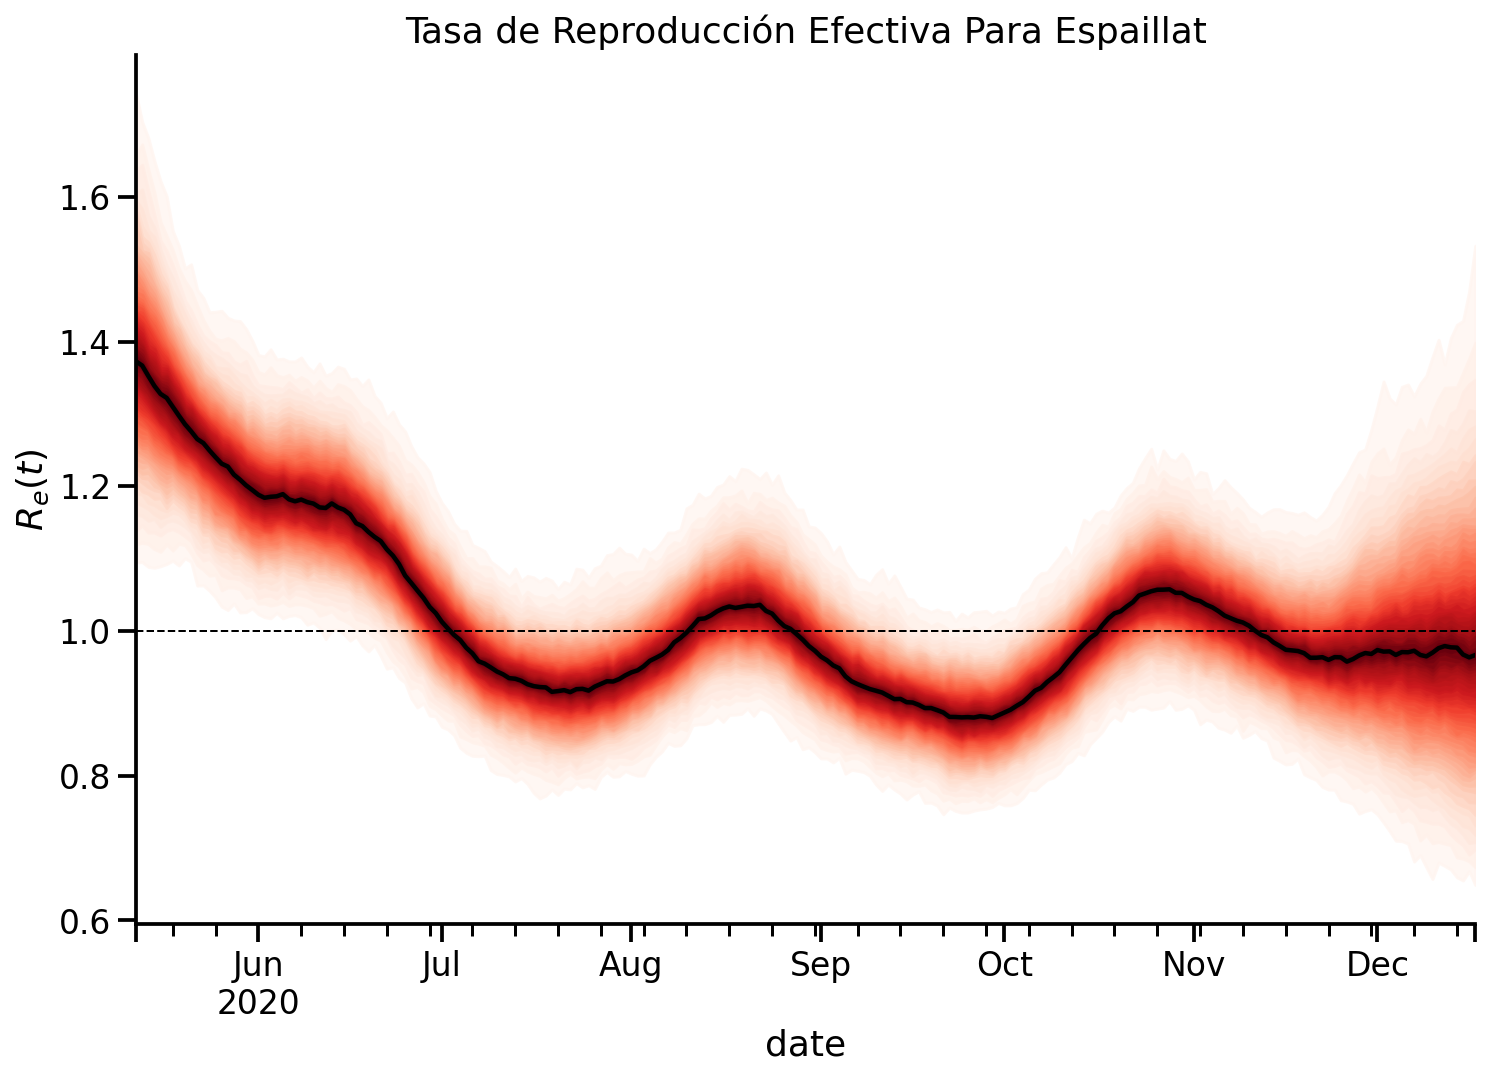 Tasa de Reproducción Efectiva Para Espaillat
1.6
1.4
1.2
1.0
0.8
0.6
Rₑ(t)
Jun Jul Aug Sep Oct Nov Dec
2020
date